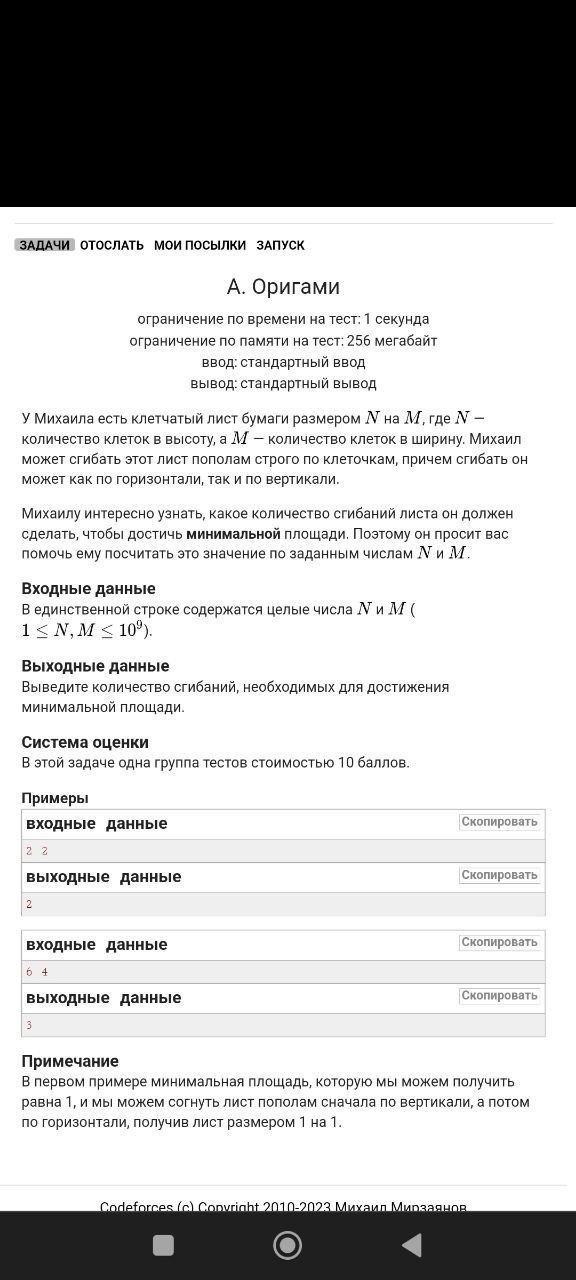 ЗАДАЧИ ОТОСЛАТЬ МОИ ПОСЫЛКИ ЗАПУСК
А. Оригами
ограничение по времени на тест: 1 секунда
ограничение по памяти на тест: 256 мегабайт
ввод: стандартный ввод
вывод: стандартный вывод
У Михаила есть клетчатый лист бумаги размером N на M, где N —
количество клеток в высоту, а M — количество клеток в ширину. Михаил
может сгибать этот лист пополам строго по клеточкам, причем сгибать он
может как по горизонтали, так и по вертикали.
Михаилу интересно узнать, какое количество сгибаний листа он должен
сделать, чтобы достичь минимальной площади. Поэтому он просит вас
помочь ему посчитать это значение по заданным числам N и M.
Входные данные
В единственной строке содержатся целые числа N и M (
1 ≤ N, M ≤ 10⁹).
Выходные данные
Выведите количество сгибаний, необходимых для достижения
минимальной площади.
Система оценки
В этой задаче одна группа тестов стоимостью 10 баллов.
Примеры
входные данные Скопировать
2 2
выходные данные Скопировать
2
входные данные Скопировать
6 4
выходные данные Скопировать
3
Примечание
В первом примере минимальная площадь, которую мы можем получить
равна 1, и мы можем согнуть лист пополам сначала по вертикали, а потом
по горизонтали, получив лист размером 1 на 1.
Codeforces (c) Copyright 2010-2023 Михаил Мирзаянов